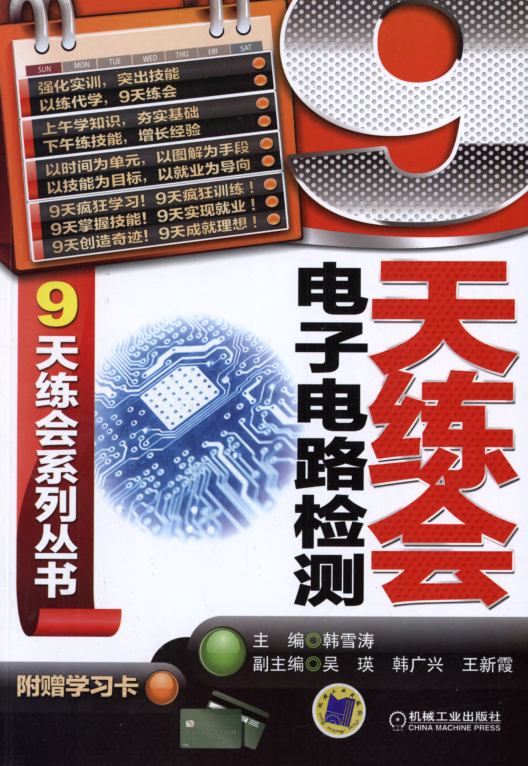 SUN MON TUE WED THU FRI SAT
强化实训，突出技能
以练代学，9天练会
上午学知识，夯实基础
下午练技能，增长经验
以时间为单元，以图解为手段
以技能为目标，以就业为导向
9天疯狂学习！9天疯狂训练！
9天掌握技能！9天实现就业！
9天创造奇迹！9天成就理想！
9
天练会
电子电路检测
9天练会系列丛书
主 编◎韩雪涛
副主编◎吴 瑛 韩广兴 王新霞
附赠学习卡
机械工业出版社
CHINA MACHINE PRESS